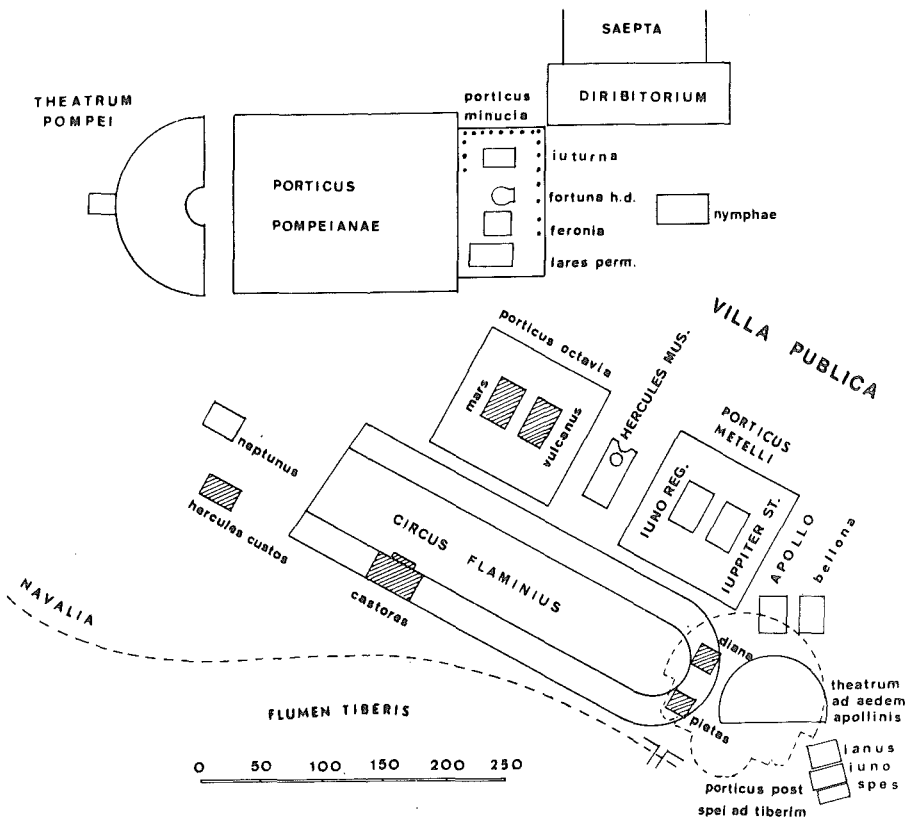 SAEPTA
DIRIBITORIUM
THEATRUM
POMPEI
porticus
minucia
PORTICUS
POMPEIANAE
iuturna
fortuna h.d.
feronia
lares perm.
nymphae
VILLA PUBLICA
porticus octavia
mars
vulcanus
HERCULES MUS.
PORTICUS
METELLI
IUNO REG.
IUPPITER ST.
APOLLO
bellona
neptunus
hercules custos
CIRCUS FLAMINIUS
castores
NAVALIA
diana
pietas
theatrum
ad aedem
apollinis
FLUMEN TIBERIS
0 50 100 150 200 250
ianus
iuno
spes
porticus post
spei ad tiberim